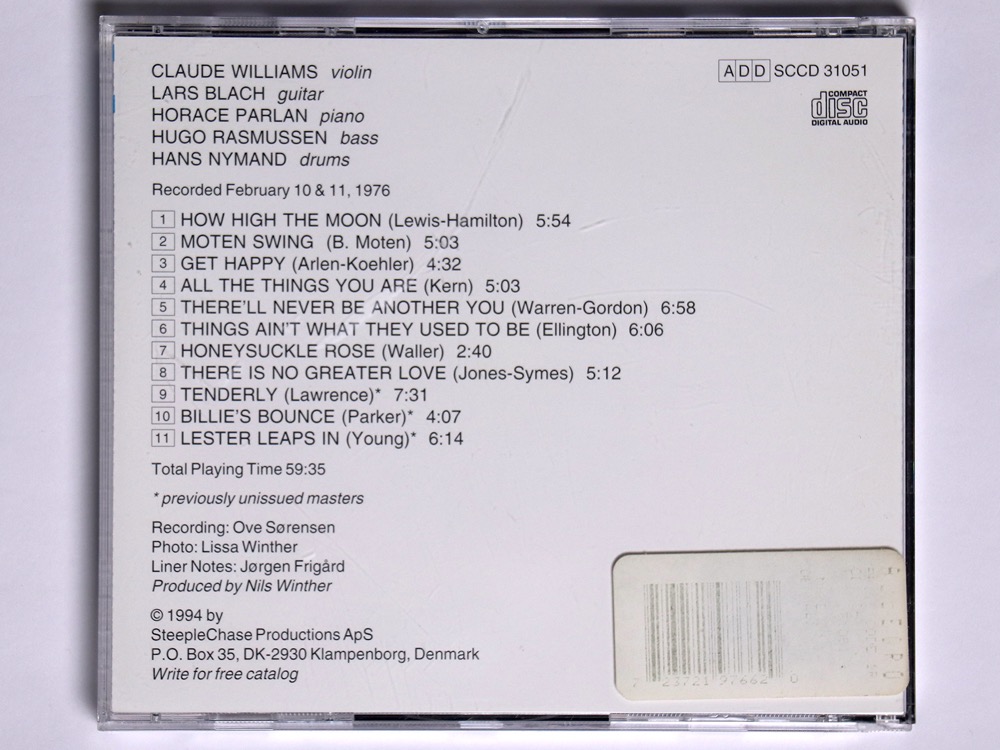 CLAUDE WILLIAMS violin
LARS BLACH guitar
HORACE PARLAN piano
HUGO RASMUSSEN bass
HANS NYMAND drums
ADD SCCD 31051
COMPACT
disc
DIGITAL AUDIO
Recorded February 10 & 11, 1976
1 HOW HIGH THE MOON (Lewis-Hamilton) 5:54
2 MOTEN SWING (B. Moten) 5:03
3 GET HAPPY (Arlen-Koehler) 4:32
4 ALL THE THINGS YOU ARE (Kern) 5:03
5 THERE'LL NEVER BE ANOTHER YOU (Warren-Gordon) 6:58
6 THINGS AIN'T WHAT THEY USED TO BE (Ellington) 6:06
7 HONEYSUCKLE ROSE (Waller) 2:40
8 THERE IS NO GREATER LOVE (Jones-Symes) 5:12
9 TENDERLY (Lawrence)* 7:31
10 BILLIE'S BOUNCE (Parker)* 4:07
11 LESTER LEAPS IN (Young)* 6:14
Total Playing Time 59:35
* previously unissued masters
Recording: Ove Sørensen
Photo: Lissa Winther
Liner Notes: Jørgen Frigård
Produced by Nils Winther
© 1994 by
SteepleChase Productions ApS
P.O. Box 35, DK-2930 Klampenborg, Denmark
Write for free catalog
7 23721 97662 0